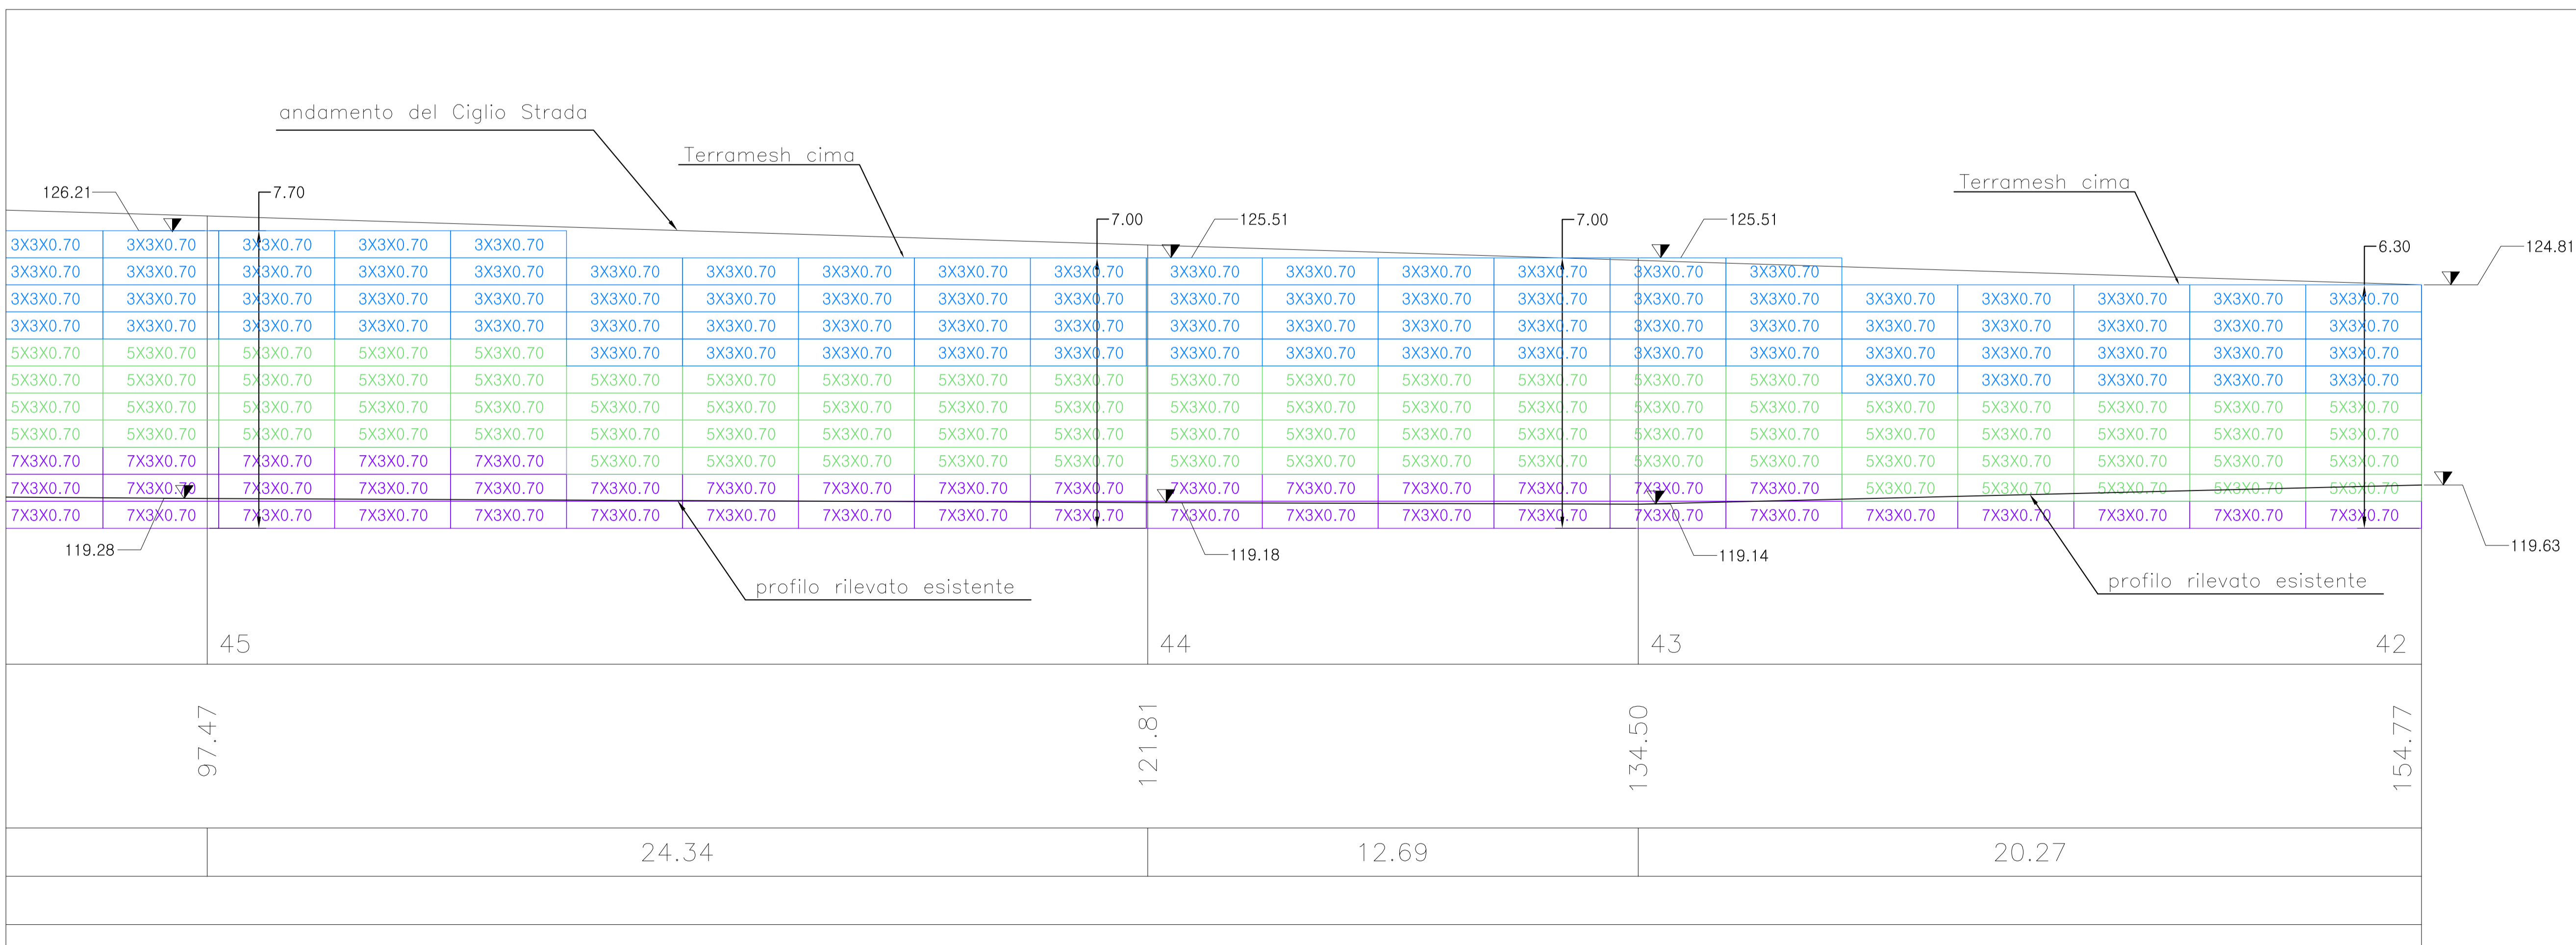 andamento del Ciglio Strada
Terramesh cima
Terramesh cima
126.21
7.70
7.00
125.51
7.00
125.51
6.30
124.81
3X3X0.70 3X3X0.70 3X3X0.70 3X3X0.70 3X3X0.70
3X3X0.70 3X3X0.70 3X3X0.70 3X3X0.70 3X3X0.70 3X3X0.70 3X3X0.70 3X3X0.70 3X3X0.70 3X3X0.70 3X3X0.70 3X3X0.70 3X3X0.70 3X3X0.70 3X3X0.70 3X3X0.70
3X3X0.70 3X3X0.70 3X3X0.70 3X3X0.70 3X3X0.70 3X3X0.70 3X3X0.70 3X3X0.70 3X3X0.70 3X3X0.70 3X3X0.70 3X3X0.70 3X3X0.70 3X3X0.70 3X3X0.70 3X3X0.70 3X3X0.70 3X3X0.70 3X3X0.70 3X3X0.70 3X3X0.70
3X3X0.70 3X3X0.70 3X3X0.70 3X3X0.70 3X3X0.70 3X3X0.70 3X3X0.70 3X3X0.70 3X3X0.70 3X3X0.70 3X3X0.70 3X3X0.70 3X3X0.70 3X3X0.70 3X3X0.70 3X3X0.70 3X3X0.70 3X3X0.70 3X3X0.70 3X3X0.70 3X3X0.70
5X3X0.70 5X3X0.70 5X3X0.70 5X3X0.70 5X3X0.70 3X3X0.70 3X3X0.70 3X3X0.70 3X3X0.70 3X3X0.70 3X3X0.70 3X3X0.70 3X3X0.70 3X3X0.70 3X3X0.70 3X3X0.70 3X3X0.70 3X3X0.70 3X3X0.70 3X3X0.70 3X3X0.70
5X3X0.70 5X3X0.70 5X3X0.70 5X3X0.70 5X3X0.70 5X3X0.70 5X3X0.70 5X3X0.70 5X3X0.70 5X3X0.70 5X3X0.70 5X3X0.70 5X3X0.70 5X3X0.70 5X3X0.70 5X3X0.70 3X3X0.70 3X3X0.70 3X3X0.70 3X3X0.70 3X3X0.70
5X3X0.70 5X3X0.70 5X3X0.70 5X3X0.70 5X3X0.70 5X3X0.70 5X3X0.70 5X3X0.70 5X3X0.70 5X3X0.70 5X3X0.70 5X3X0.70 5X3X0.70 5X3X0.70 5X3X0.70 5X3X0.70 5X3X0.70 5X3X0.70 5X3X0.70 5X3X0.70 5X3X0.70
5X3X0.70 5X3X0.70 5X3X0.70 5X3X0.70 5X3X0.70 5X3X0.70 5X3X0.70 5X3X0.70 5X3X0.70 5X3X0.70 5X3X0.70 5X3X0.70 5X3X0.70 5X3X0.70 5X3X0.70 5X3X0.70 5X3X0.70 5X3X0.70 5X3X0.70 5X3X0.70 5X3X0.70
7X3X0.70 7X3X0.70 7X3X0.70 7X3X0.70 7X3X0.70 5X3X0.70 5X3X0.70 5X3X0.70 5X3X0.70 5X3X0.70 5X3X0.70 5X3X0.70 5X3X0.70 5X3X0.70 5X3X0.70 5X3X0.70 5X3X0.70 5X3X0.70 5X3X0.70 5X3X0.70 5X3X0.70
7X3X0.70 7X3X0.70 7X3X0.70 7X3X0.70 7X3X0.70 7X3X0.70 7X3X0.70 7X3X0.70 7X3X0.70 7X3X0.70 7X3X0.70 7X3X0.70 7X3X0.70 7X3X0.70 7X3X0.70 7X3X0.70 5X3X0.70 5X3X0.70 5X3X0.70 5X3X0.70 5X3X0.70
7X3X0.70 7X3X0.70 7X3X0.70 7X3X0.70 7X3X0.70 7X3X0.70 7X3X0.70 7X3X0.70 7X3X0.70 7X3X0.70 7X3X0.70 7X3X0.70 7X3X0.70 7X3X0.70 7X3X0.70 7X3X0.70 7X3X0.70 7X3X0.70 7X3X0.70 7X3X0.70 7X3X0.70
119.28
119.18
119.14
119.63
profilo rilevato esistente
profilo rilevato esistente
45
44
43
42
97.47
121.81
134.50
154.77
24.34
12.69
20.27